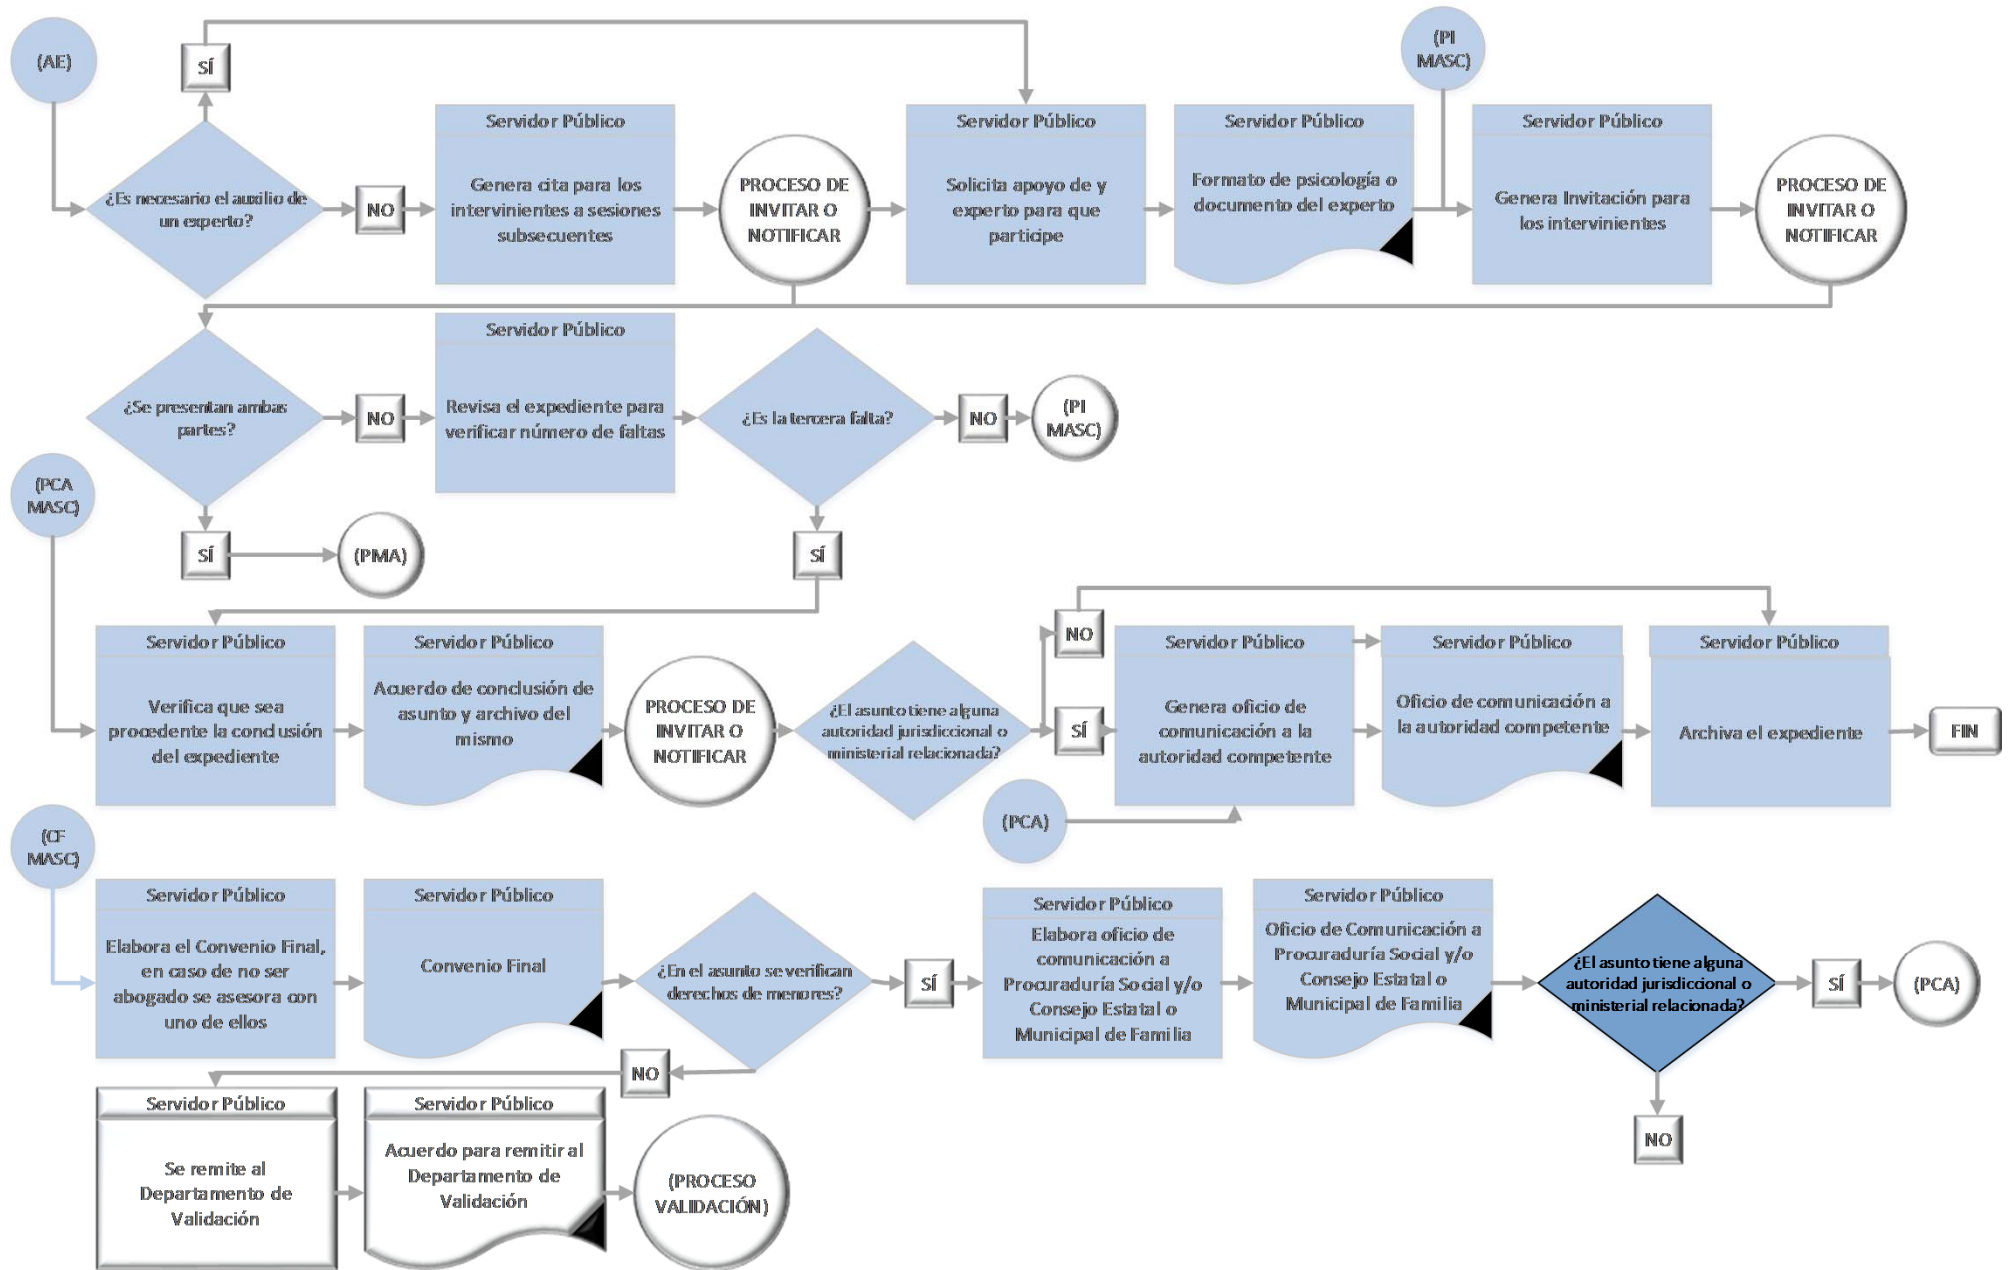 (AE)
SÍ
(PI
MASC)
¿Es necesario el auxilio de
un experto?
NO
Servidor Público
Genera cita para los
intervinientes a sesiones
subsecuentes
PROCESO DE
INVITAR O
NOTIFICAR
Servidor Público
Solicita apoyo de y
experto para que
participe
Servidor Público
Formato de psicología o
documento del experto
Servidor Público
Genera Invitación para
los intervinientes
PROCESO DE
INVITAR O
NOTIFICAR
¿Se presentan ambas
partes?
NO
Servidor Público
Revisa el expediente para
verificar número de faltas
¿Es la tercera falta?
NO
(PI
MASC)
(PCA
MASC)
SÍ
(PMA)
SÍ
Servidor Público
Verifica que sea
procedente la conclusión
del expediente
Servidor Público
Acuerdo de conclusión de
asunto y archivo del
mismo
PROCESO DE
INVITAR O
NOTIFICAR
¿El asunto tiene alguna
autoridad jurisdiccional o
ministerial relacionada?
NO
SÍ
Servidor Público
Genera oficio de
comunicación a la
autoridad competente
Servidor Público
Oficio de comunicación a
la autoridad competente
Servidor Público
Archiva el expediente
FIN
(PCA)
(CF
MASC)
Servidor Público
Elabora el Convenio Final,
en caso de no ser
abogado se asesora con
uno de ellos
Servidor Público
Convenio Final
¿En el asunto se verifican
derechos de menores?
SÍ
Servidor Público
Elabora oficio de
comunicación a
Procuraduría Social y/o
Consejo Estatal o
Municipal de Familia
Servidor Público
Oficio de Comunicación a
Procuraduría Social y/o
Consejo Estatal o
Municipal de Familia
¿El asunto tiene alguna
autoridad jurisdiccional o
ministerial relacionada?
SÍ
(PCA)
NO
NO
Servidor Público
Se remite al
Departamento de
Validación
Servidor Público
Acuerdo para remitir al
Departamento de
Validación
(PROCESO
VALIDACIÓN)